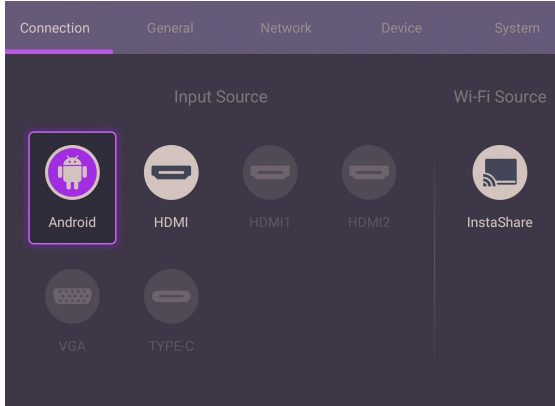 Connection General Network Device System
Input Source Wi-Fi Source
Android HDMI HDMI1 HDMI2 InstaShare
VGA TYPE-C